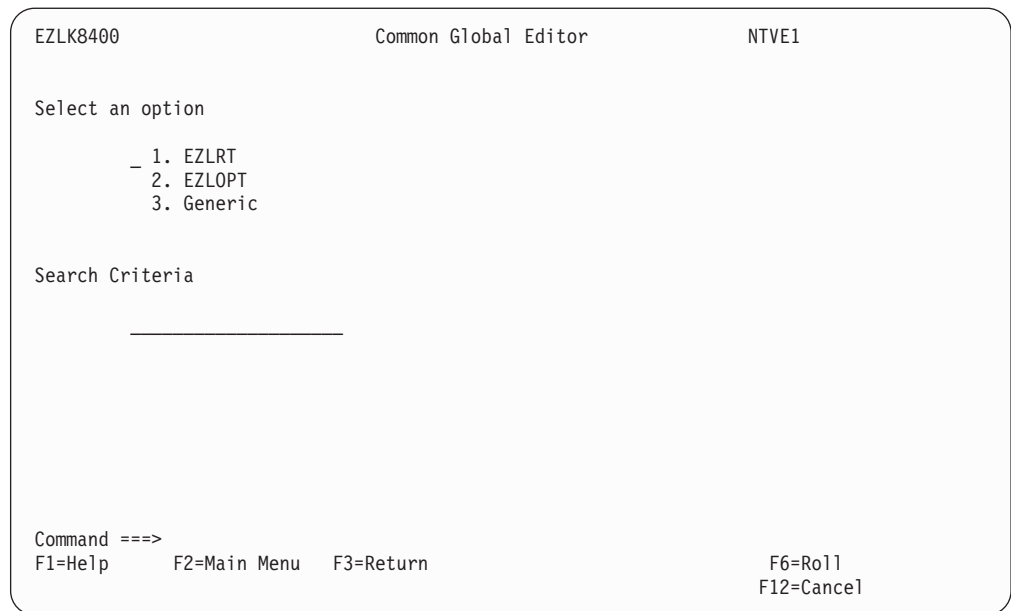 EZLK8400 Common Global Editor NTVE1
Select an option
_ 1. EZLRT
2. EZLOPT
3. Generic
Search Criteria
____________________
Command ===>
F1=Help F2=Main Menu F3=Return F6=Roll
F12=Cancel